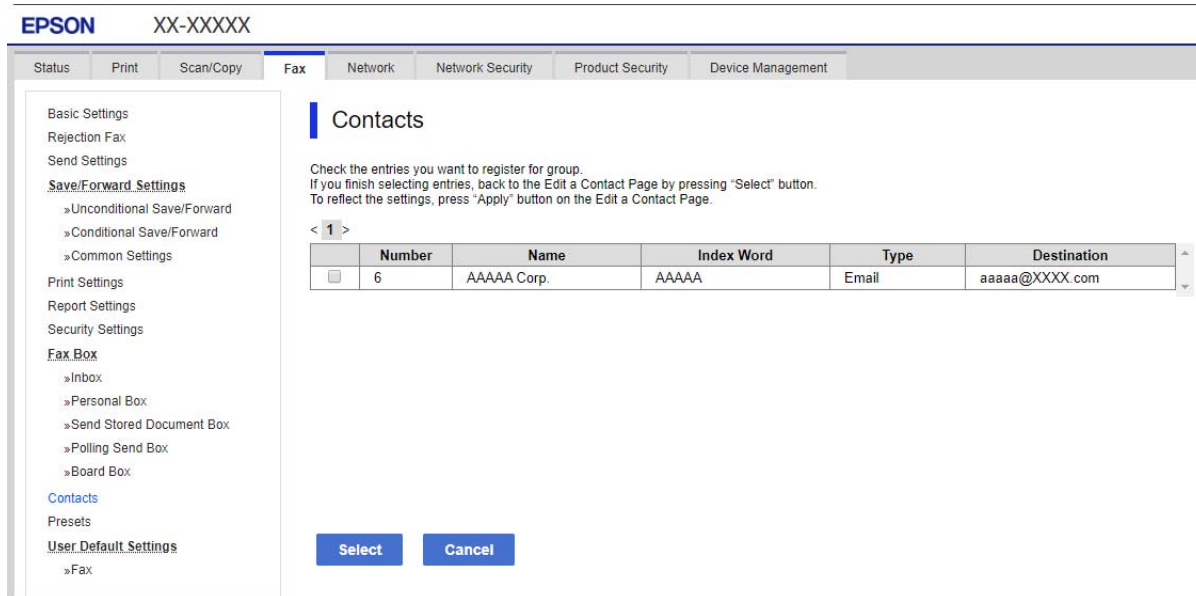 EPSON XX-XXXXX
Status Print Scan/Copy Fax Network Network Security Product Security Device Management
Basic Settings
Rejection Fax
Send Settings
Save/Forward Settings
»Unconditional Save/Forward
»Conditional Save/Forward
»Common Settings
Print Settings
Report Settings
Security Settings
Fax Box
»Inbox
»Personal Box
»Send Stored Document Box
»Polling Send Box
»Board Box
Contacts
Presets
User Default Settings
»Fax
Contacts
Check the entries you want to register for group.
If you finish selecting entries, back to the Edit a Contact Page by pressing “Select” button.
To reflect the settings, press “Apply” button on the Edit a Contact Page.
< 1 >
Number Name Index Word Type Destination
6 AAAAA Corp. AAAAA Email aaaaa@XXXX.com
Select Cancel